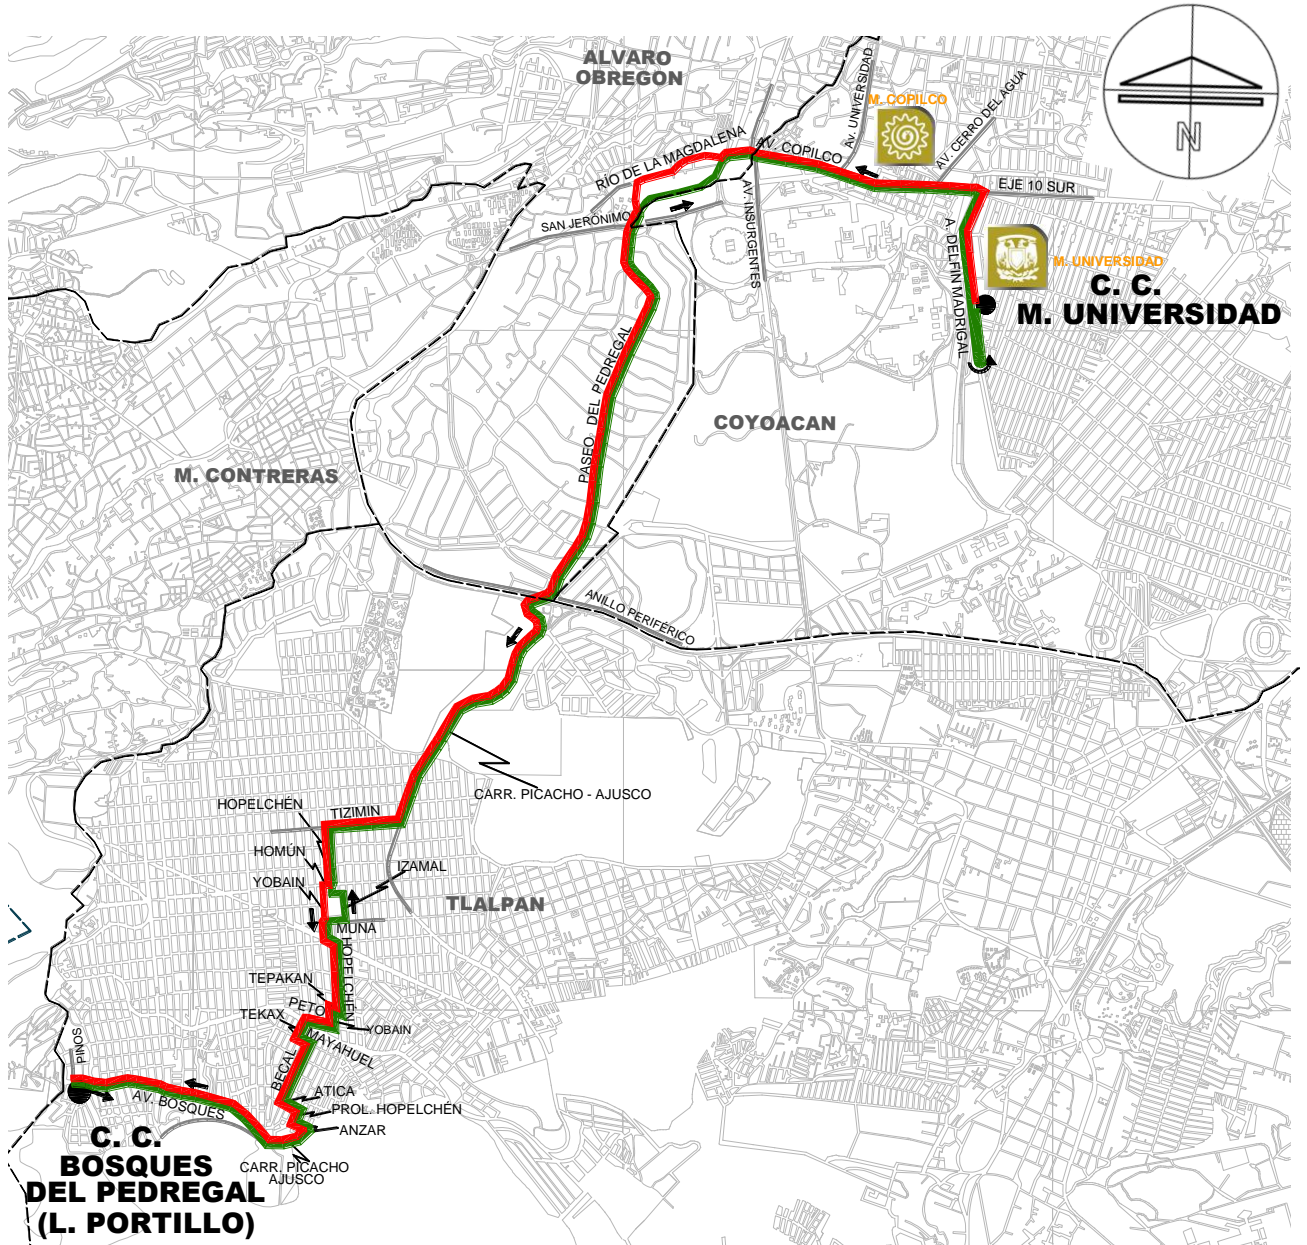 ALVARO
OBREGON
Av. UNIVERSIDAD
M. COPILCO
AV. CERRO DEL AGUA
N
RÍO DE LA MAGDALENA
AV. COPILCO
EJE 10 SUR
SAN JERÓNIMO
AV. INSURGENTES
A. DELFÍN MADRIGAL
M. UNIVERSIDAD
C. C.
M. UNIVERSIDAD
PASEO DEL PEDREGAL
COYOACAN
M. CONTRERAS
ANILLO PERIFÉRICO
CARR. PICACHO - AJUSCO
HOPELCHÉN
TIZIMIN
HOMÚN
IZAMAL
YOBAIN
TLALPAN
MUNA
HOPELCHÉN
TEPAKAN
PETO
TEKAX
YOBAIN
MAYAHUEL
PINOS
BECAL
ATICA
AV. BOSQUES
PROL. HOPELCHÉN
ANZAR
C. C.
BOSQUES
DEL PEDREGAL
(L. PORTILLO)
CARR. PICACHO
AJUSCO